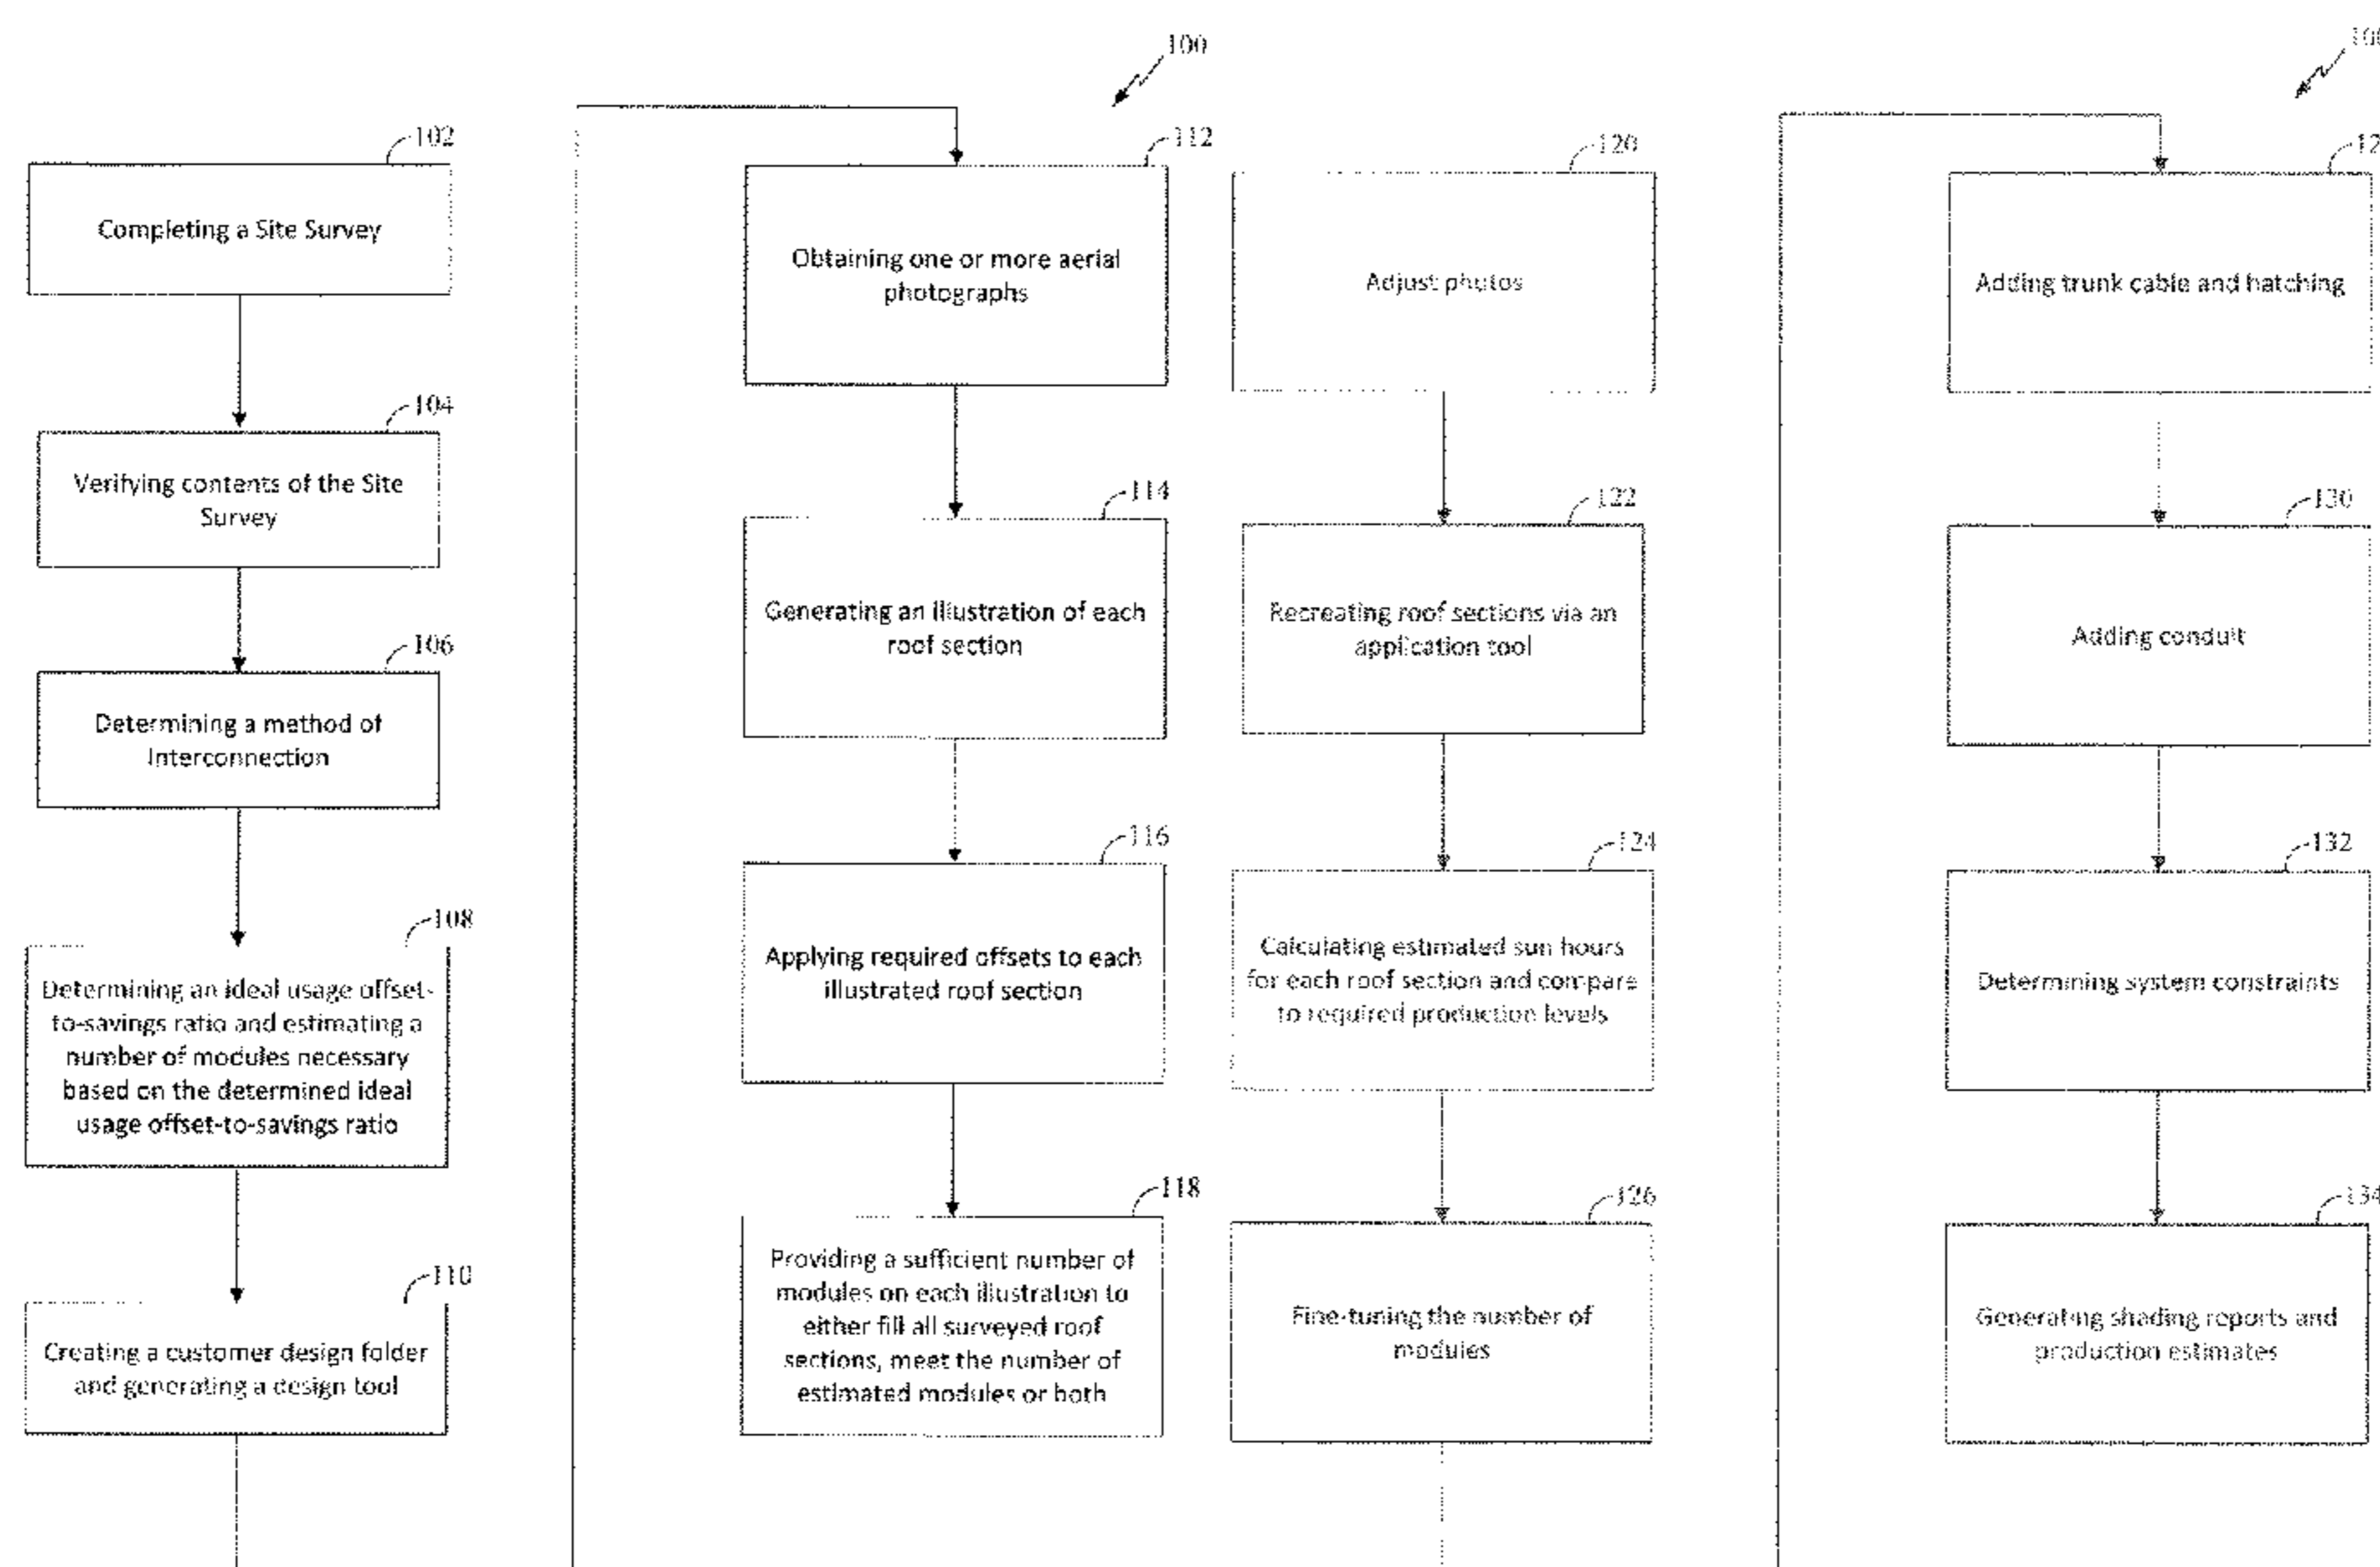 100
102
Completing a Site Survey
104
Verifying contents of the Site
Survey
106
Determining a method of
Interconnection
108
Determining an ideal usage offset-
to-savings ratio and estimating a
number of modules necessary
based on the determined ideal
usage offset-to-savings ratio
110
Creating a customer design folder
and generating a design tool
112
Obtaining one or more aerial
photographs
114
Generating an illustration of each
roof section
116
Applying required offsets to each
illustrated roof section
118
Providing a sufficient number of
modules on each illustration to
either fill all surveyed roof
sections, meet the number of
estimated modules or both
120
Adjust photos
122
Recreating roof sections via an
application tool
124
Calculating estimated sun hours
for each roof section and compare
to required production levels
126
Fine-tuning the number of
modules
Adding trunk cable and hatching
130
Adding conduit
132
Determining system constraints
134
Generating shading reports and
production estimates